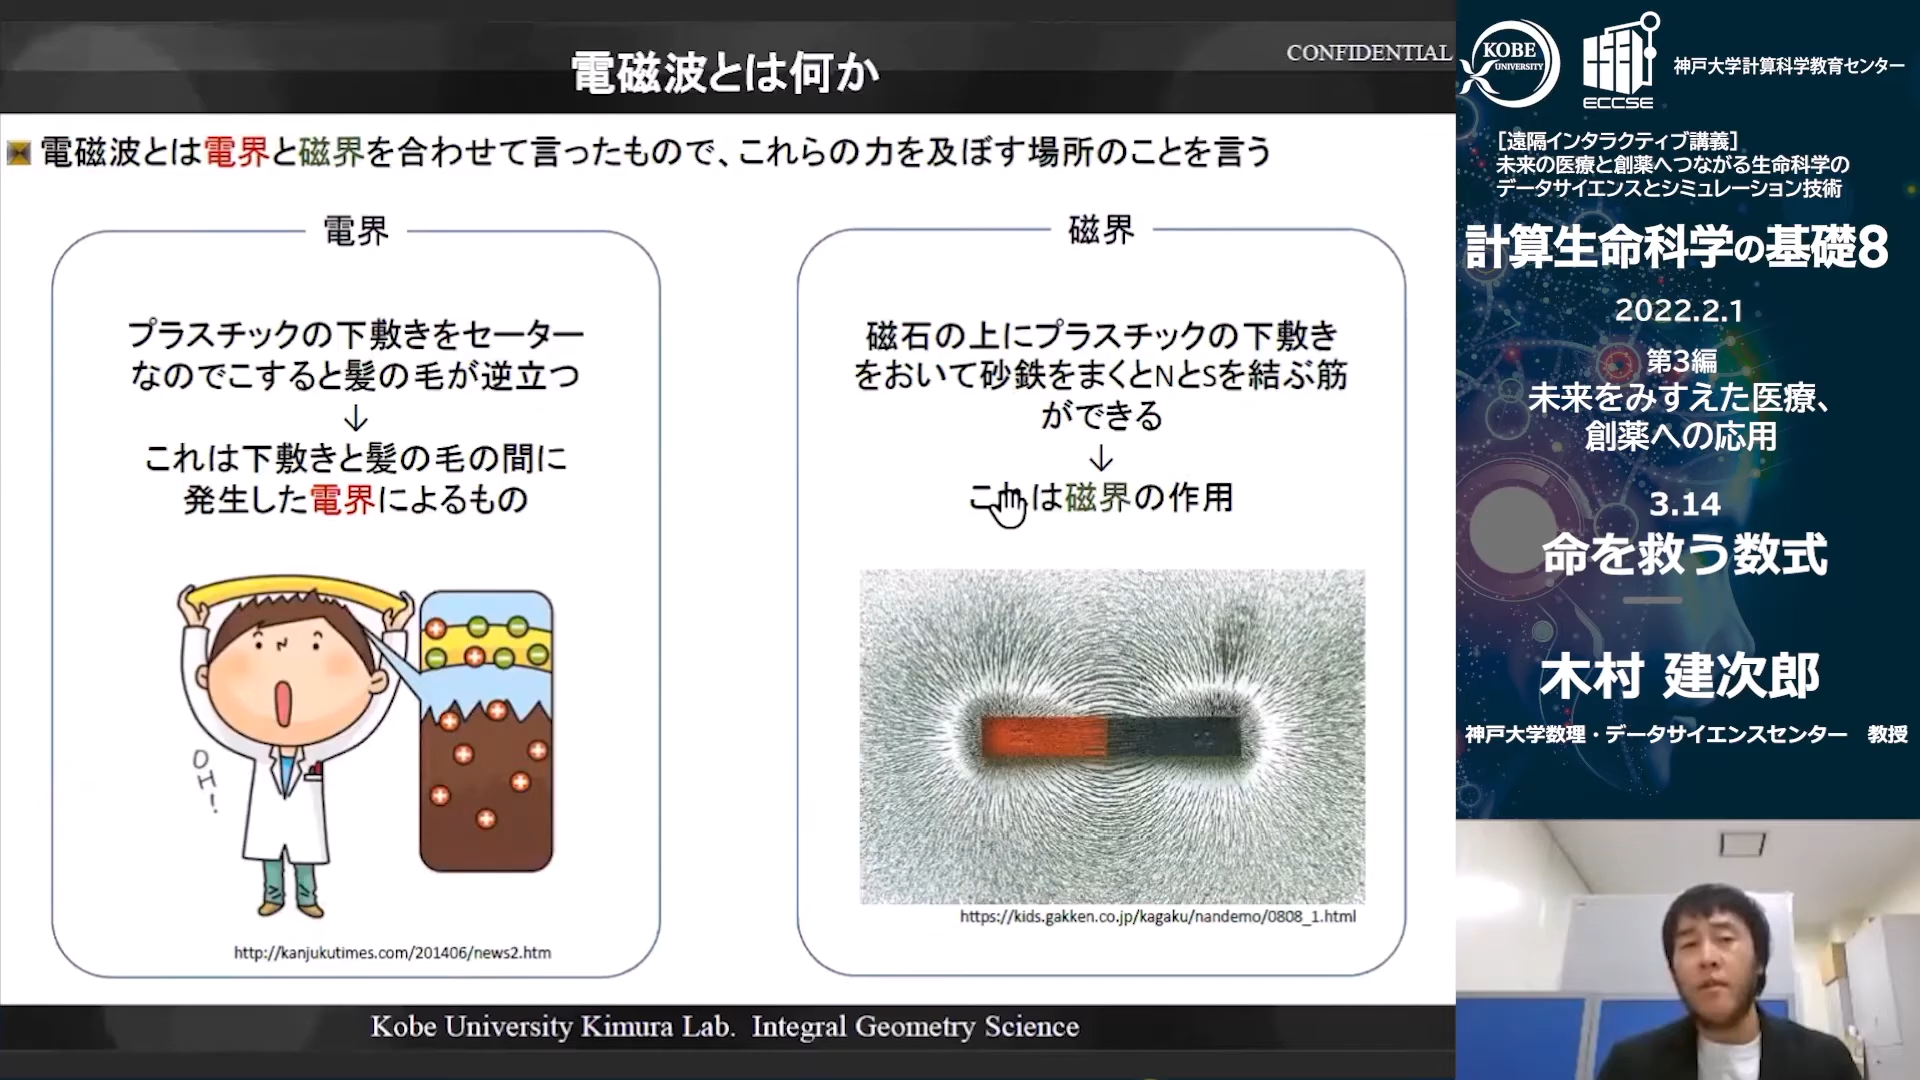 電磁波とは何か
CONFIDENTIAL
電磁波とは電界と磁界を合わせて言ったもので、これらの力を及ぼす場所のことを言う
電界
プラスチックの下敷きをセーター
なのでこすると髪の毛が逆立つ
↓
これは下敷きと髪の毛の間に
発生した電界によるもの
OH!
http://kanjukutimes.com/201406/news2.htm
磁界
磁石の上にプラスチックの下敷き
をおいて砂鉄をまくとNとSを結ぶ筋
ができる
↓
こ は磁界の作用
https://kids.gakken.co.jp/kagaku/nandemo/0808_1.html
Kobe University Kimura Lab. Integral Geometry Science
KOBE
UNIVERSITY
ECCSE
神戸大学計算科学教育センター
[遠隔インタラクティブ講義]
未来の医療と創薬へつながる生命科学の
データサイエンスとシミュレーション技術
計算生命科学の基礎8
2022.2.1
第3編
未来をみすえた医療、
創薬への応用
3.14
命を救う数式
木村 建次郎
神戸大学数理・データサイエンスセンター 教授